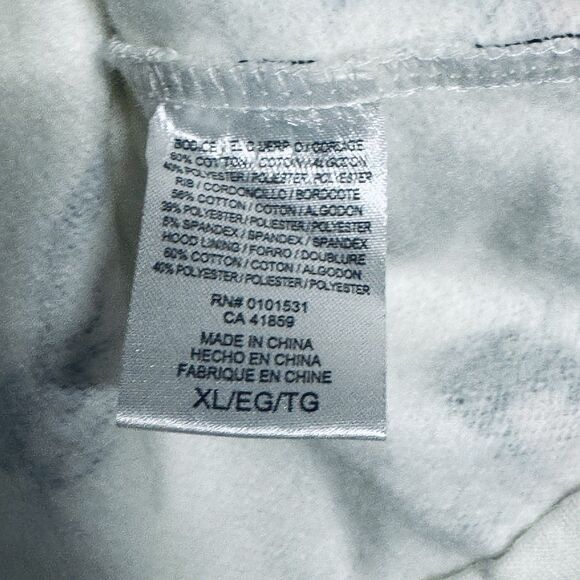 BODICE / EL CUERPO / CORSAGE
60% COTTON / COTON / ALGODON
40% POLYESTER / POLIESTER / POLYESTER
RIB / CORDONCILLO / BORDCOTE
56% COTTON / COTON / ALGODON
39% POLYESTER / POLIESTER / POLYESTER
5% SPANDEX / SPANDEX / SPANDEX
HOOD LINING / FORRO / DOUBLURE
60% COTTON / COTON / ALGODON
40% POLYESTER / POLIESTER / POLYESTER
RN# 0101531
CA 41859
MADE IN CHINA
HECHO EN CHINA
FABRIQUE EN CHINE
XL/EG/TG